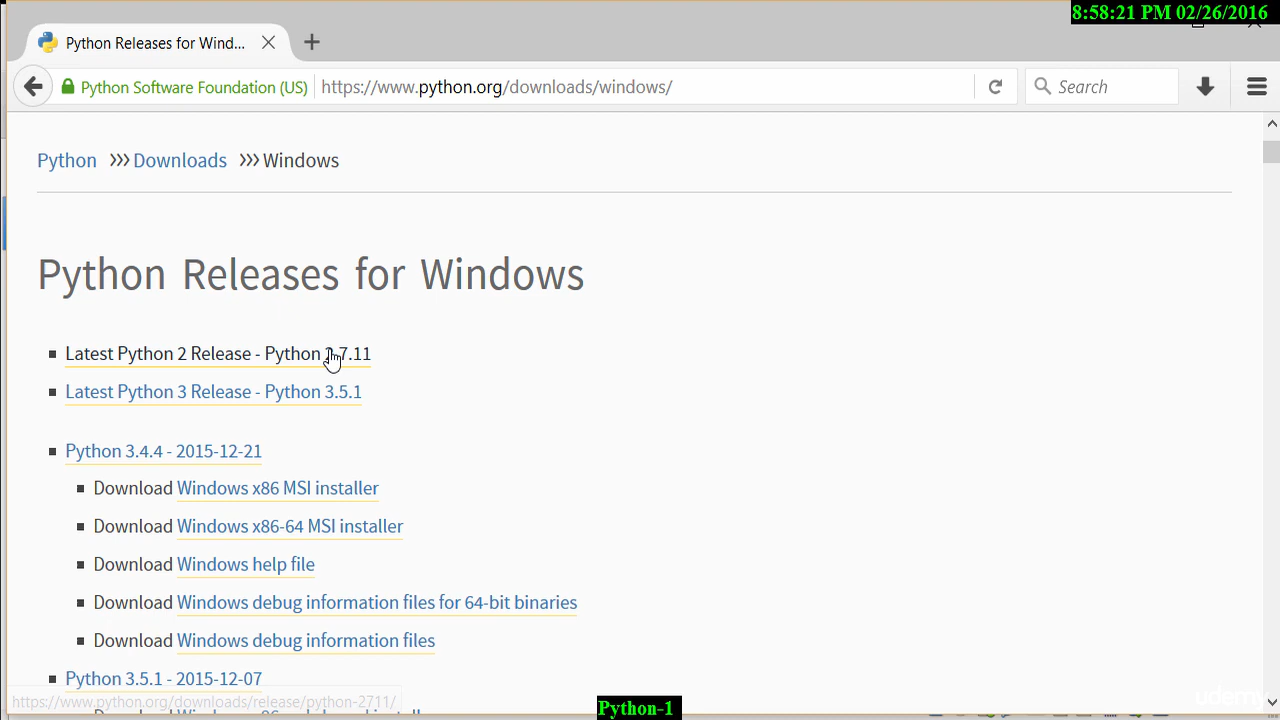 8:58:21 PM 02/26/2016
Python Releases for Wind...
Python Software Foundation (US)
https://www.python.org/downloads/windows/
Search
Python
Downloads
Windows
Python Releases for Windows
Latest Python 2 Release - Python 2.7.11
Latest Python 3 Release - Python 3.5.1
Python 3.4.4 - 2015-12-21
Download Windows x86 MSI installer
Download Windows x86-64 MSI installer
Download Windows help file
Download Windows debug information files for 64-bit binaries
Download Windows debug information files
Python 3.5.1 - 2015-12-07
https://www.python.org/downloads/release/python-2711/
Python-1
udemy